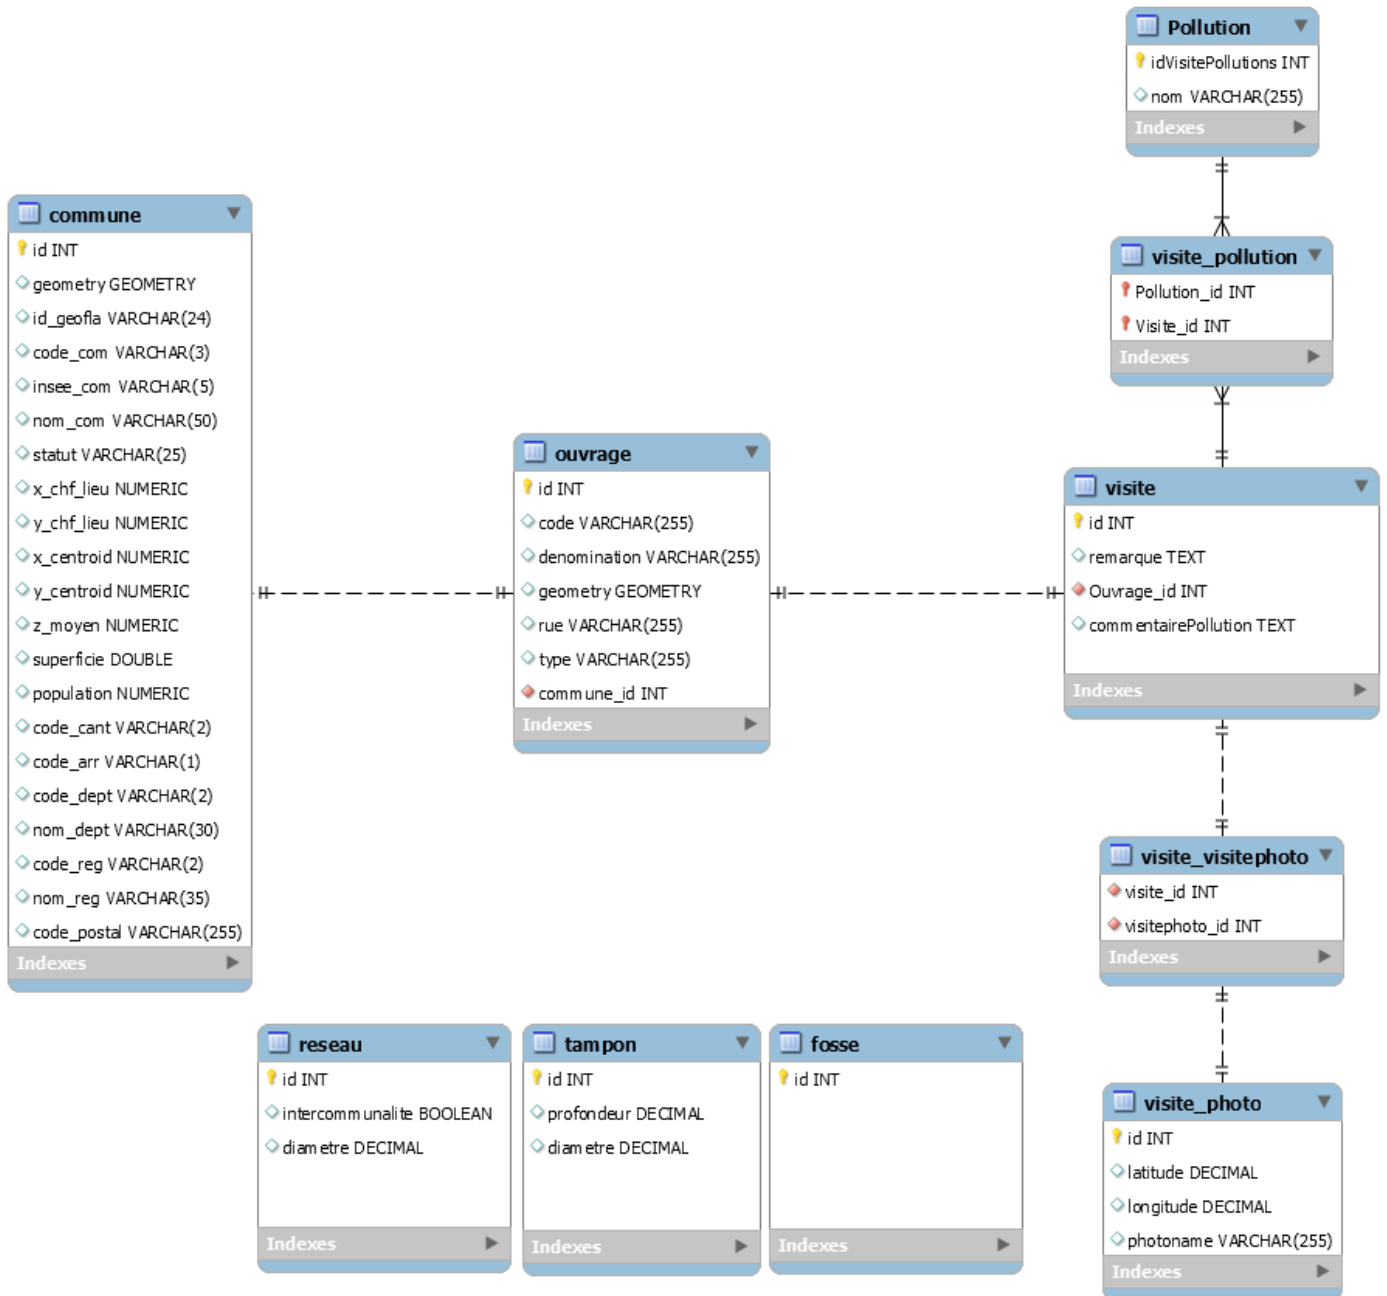 Pollution
idVisitePollutions INT
nom VARCHAR(255)
Indexes
visite_pollution
Pollution_id INT
Visite_id INT
Indexes
commune
id INT
geometry GEOMETRY
id_geofla VARCHAR(24)
code_com VARCHAR(3)
insee_com VARCHAR(5)
nom_com VARCHAR(50)
statut VARCHAR(25)
x_chf_lieu NUMERIC
y_chf_lieu NUMERIC
x_centroid NUMERIC
y_centroid NUMERIC
z_moyen NUMERIC
superficie DOUBLE
population NUMERIC
code_cant VARCHAR(2)
code_arr VARCHAR(1)
code_dept VARCHAR(2)
nom_dept VARCHAR(30)
code_reg VARCHAR(2)
nom_reg VARCHAR(35)
code_postal VARCHAR(255)
Indexes
ouvrage
id INT
code VARCHAR(255)
denomination VARCHAR(255)
geometry GEOMETRY
rue VARCHAR(255)
type VARCHAR(255)
commune_id INT
Indexes
visite
id INT
remarque TEXT
Ouvrage_id INT
commentairePollution TEXT
Indexes
visite_visitephoto
visite_id INT
visitephoto_id INT
Indexes
reseau
id INT
intercommunalite BOOLEAN
diametre DECIMAL
Indexes
tampon
id INT
profondeur DECIMAL
diametre DECIMAL
Indexes
fosse
id INT
Indexes
visite_photo
id INT
latitude DECIMAL
longitude DECIMAL
photoname VARCHAR(255)
Indexes